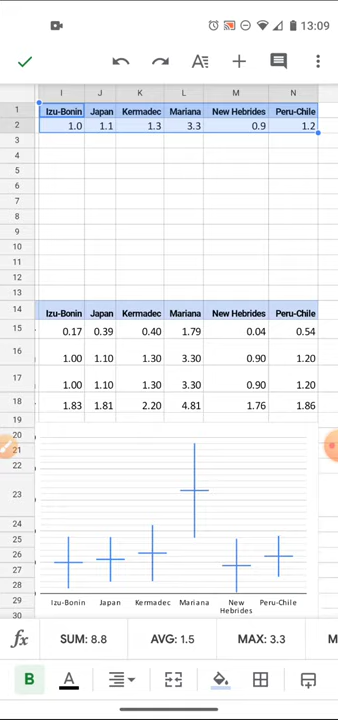 13:09
A
I J K L M N
1 Izu-Bonin Japan Kermadec Mariana New Hebrides Peru-Chile
2 1.0 1.1 1.3 3.3 0.9 1.2
3
4
5
6
7
8
9
10
11
12
13
14 Izu-Bonin Japan Kermadec Mariana New Hebrides Peru-Chile
15 0.17 0.39 0.40 1.79 0.04 0.54
16 1.00 1.10 1.30 3.30 0.90 1.20
17 1.00 1.10 1.30 3.30 0.90 1.20
18 1.83 1.81 2.20 4.81 1.76 1.86
19
20
21
22
23
24
25
26
27
28
29
30
Izu-Bonin Japan Kermadec Mariana New Peru-Chile
Hebrides
fx SUM: 8.8 AVG: 1.5 MAX: 3.3 M
B A